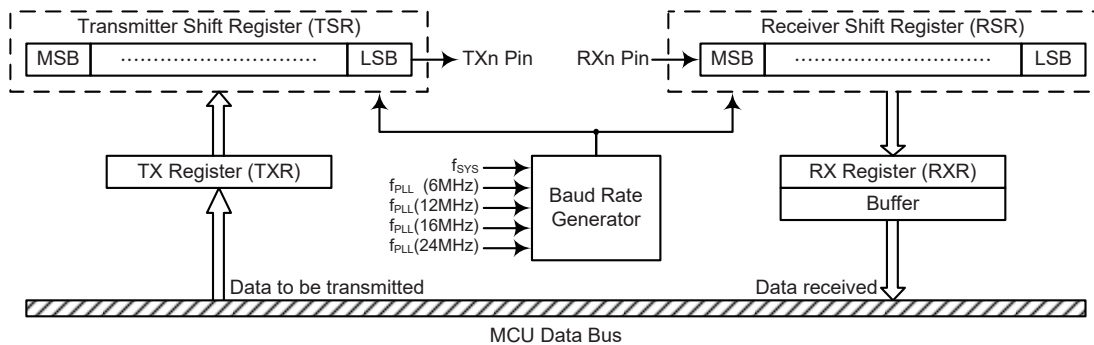 Transmitter Shift Register (TSR)
MSB ................................ LSB
TXn Pin
RXn Pin
Receiver Shift Register (RSR)
MSB ................................ LSB
TX Register (TXR)
fSYS
fPLL (6MHz)
fPLL(12MHz)
fPLL(16MHz)
fPLL(24MHz)
Baud Rate
Generator
RX Register (RXR)
Buffer
Data to be transmitted
Data received
MCU Data Bus